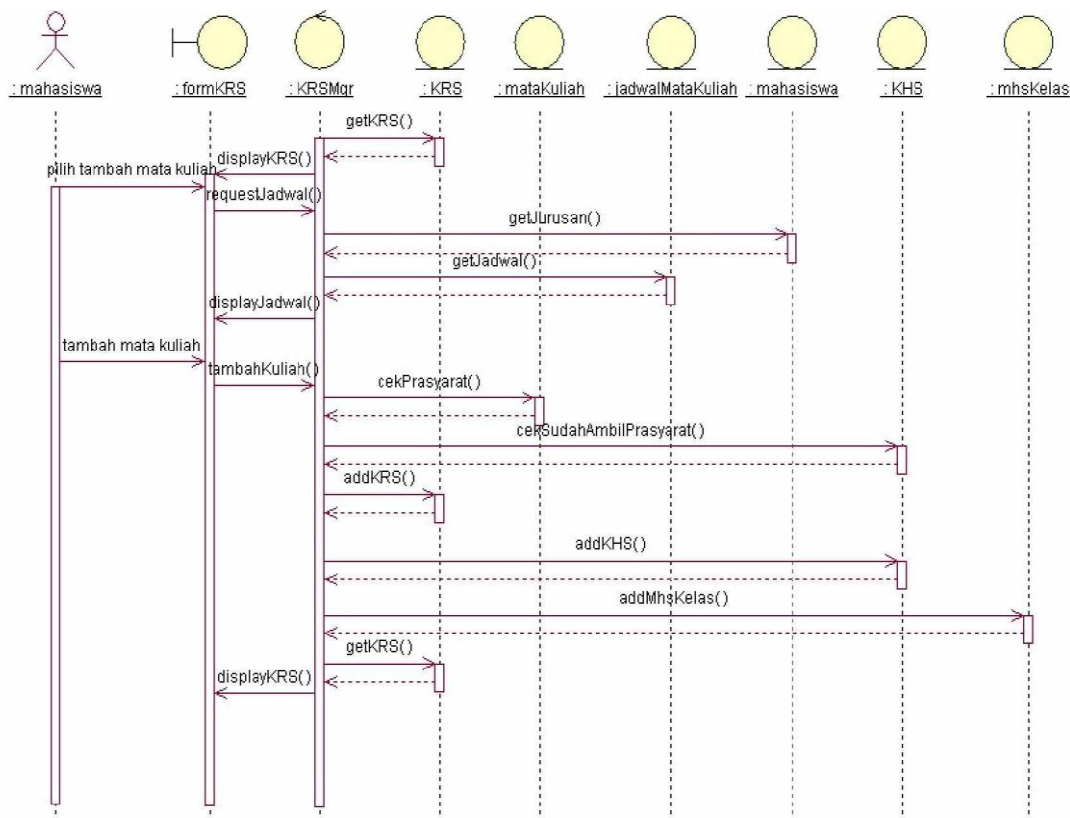 : mahasiswa
: formKRS
: KRSMgr
: KRS
: mataKuliah
: jadwalMataKuliah
: mahasiswa
: KHS
: mhsKelas
getKRS()
displayKRS()
pilih tambah mata kuliah
requestJadwal()
getJurusan()
getJadwal()
displayJadwal()
tambah mata kuliah
tambahKuliah()
cekPrasyarat()
cekSudahAmbilPrasyarat()
addKRS()
addKHS()
addMhsKelas()
getKRS()
displayKRS()